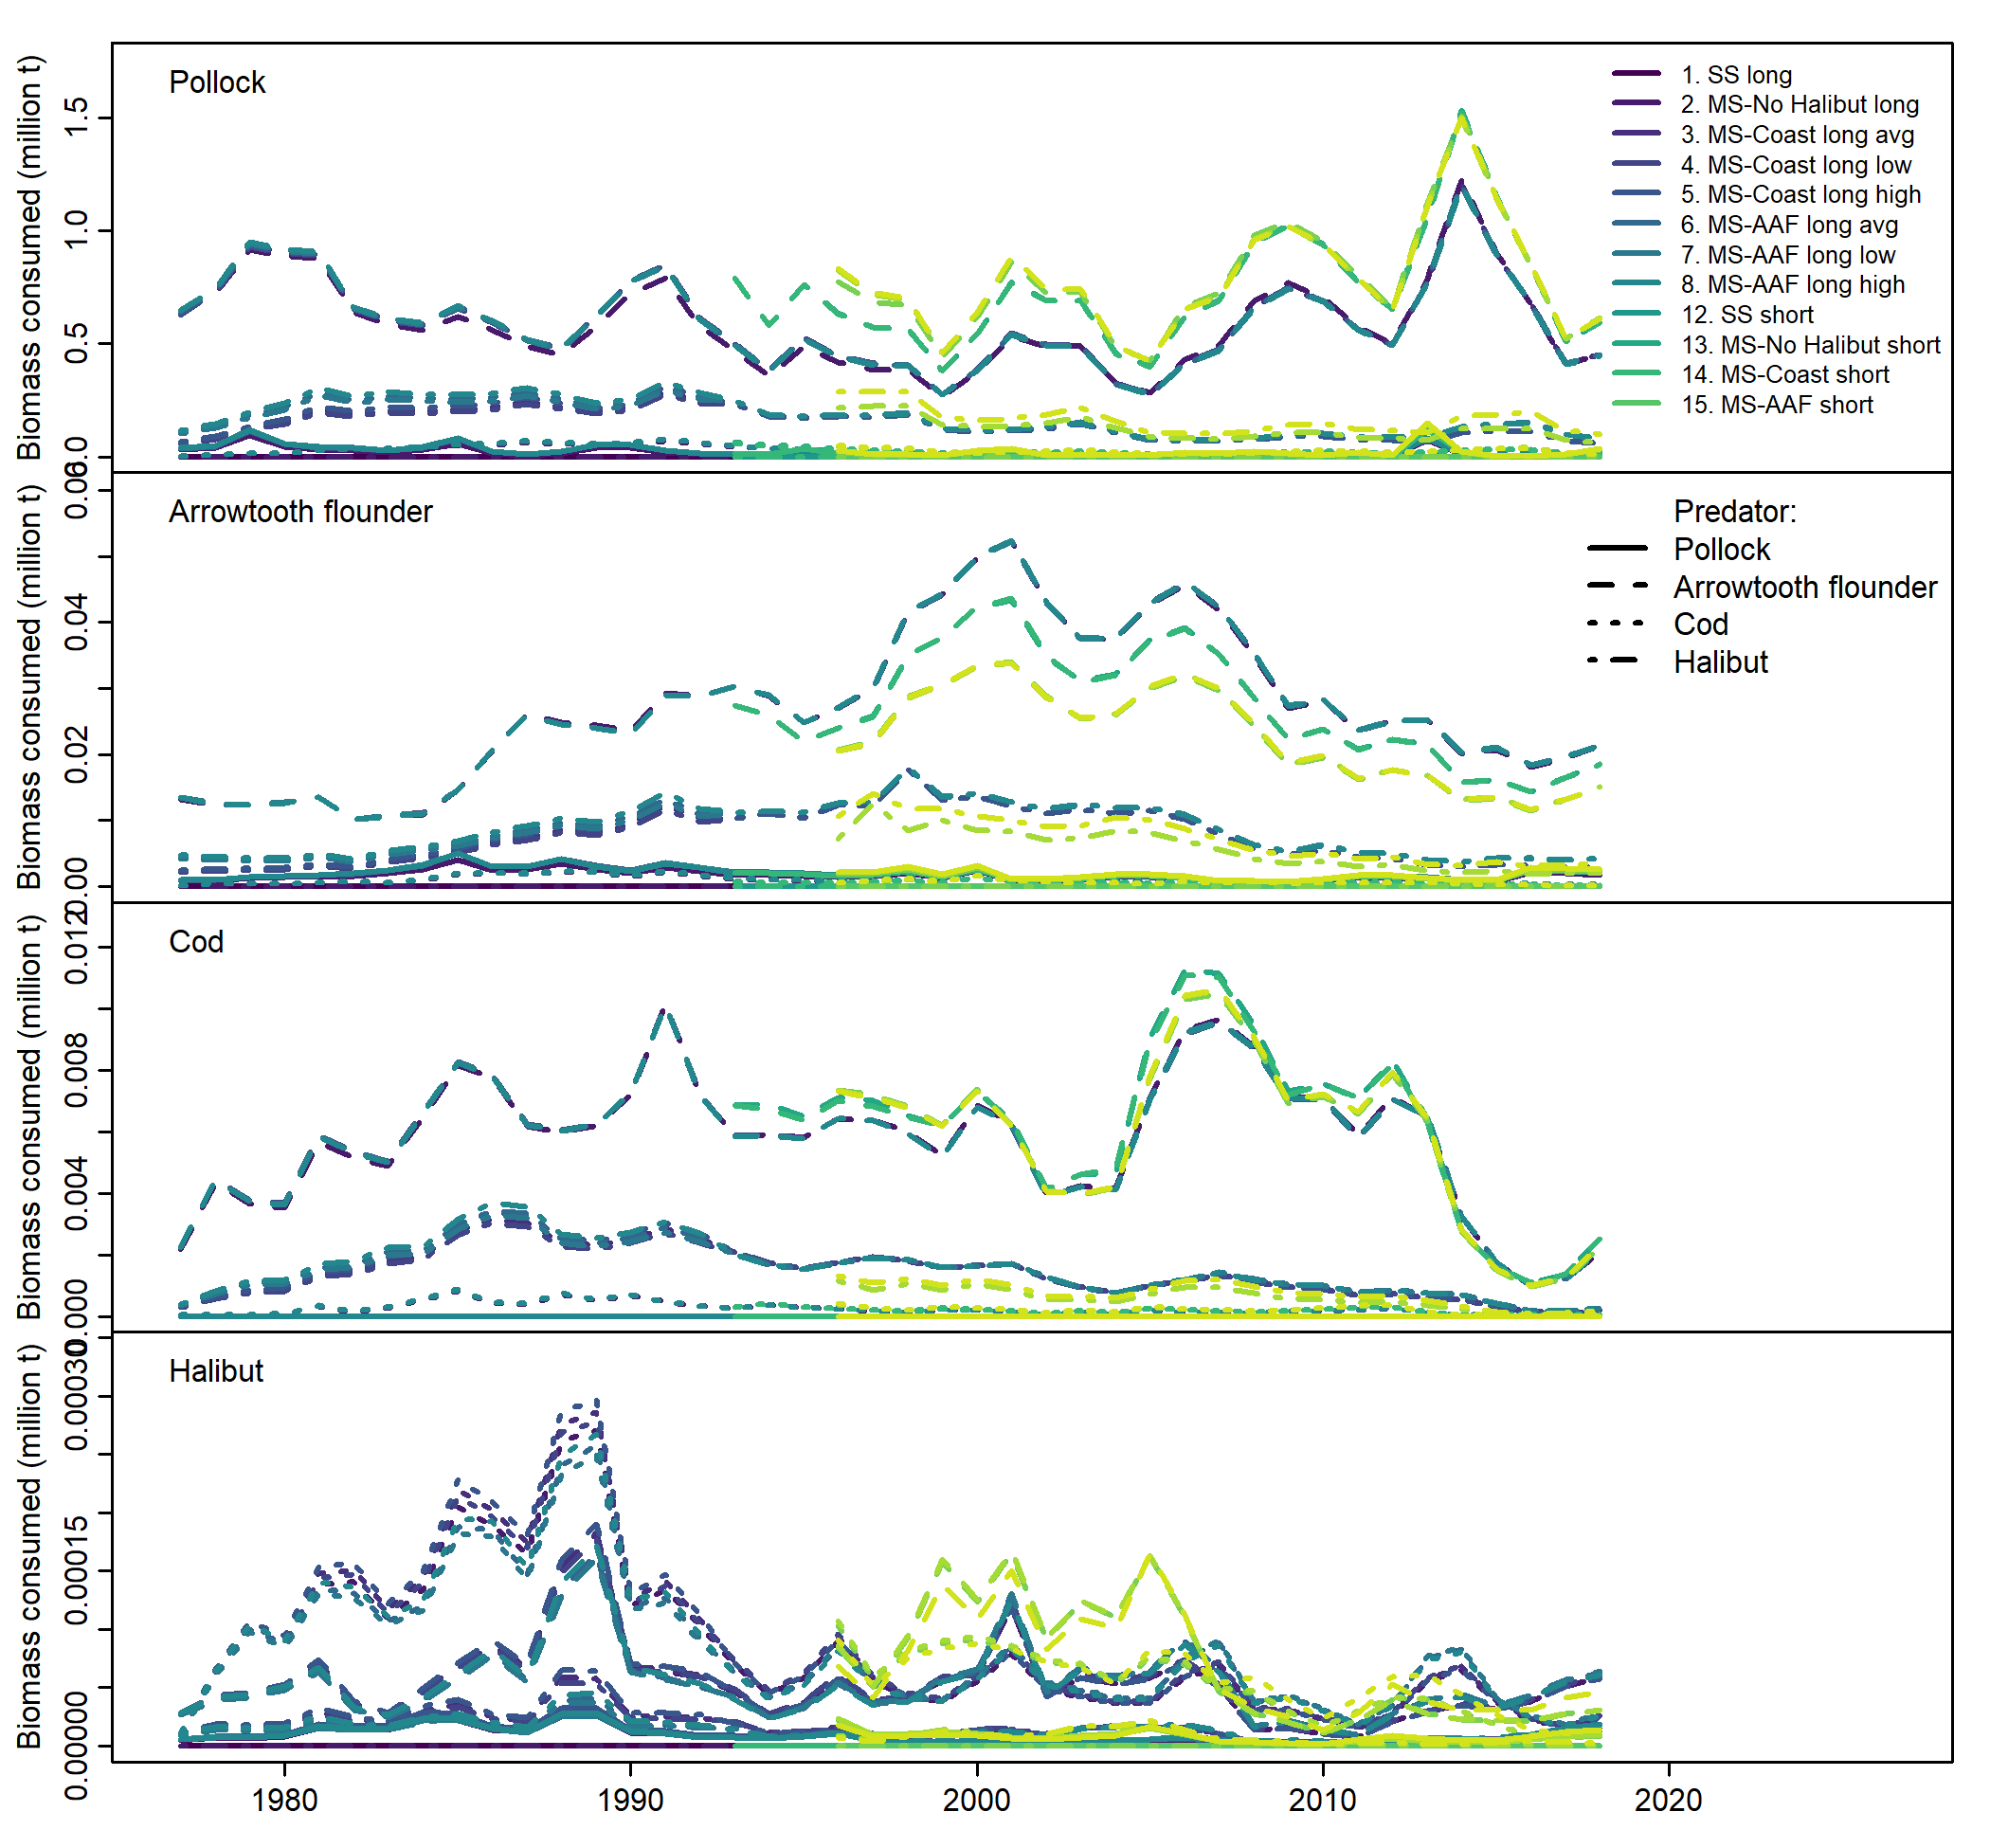 Pollock
Biomass consumed (million t)
0.0
0.5
1.0
1.5
1. SS long
2. MS-No Halibut long
3. MS-Coast long avg
4. MS-Coast long low
5. MS-Coast long high
6. MS-AAF long avg
7. MS-AAF long low
8. MS-AAF long high
12. SS short
13. MS-No Halibut short
14. MS-Coast short
15. MS-AAF short
Arrowtooth flounder
Biomass consumed (million t)
0.00
0.02
0.04
0.06
Predator:
Pollock
Arrowtooth flounder
Cod
Halibut
Cod
Biomass consumed (million t)
0.000
0.004
0.008
0.012
Halibut
Biomass consumed (million t)
0.00000
0.00015
0.00030
1980
1990
2000
2010
2020